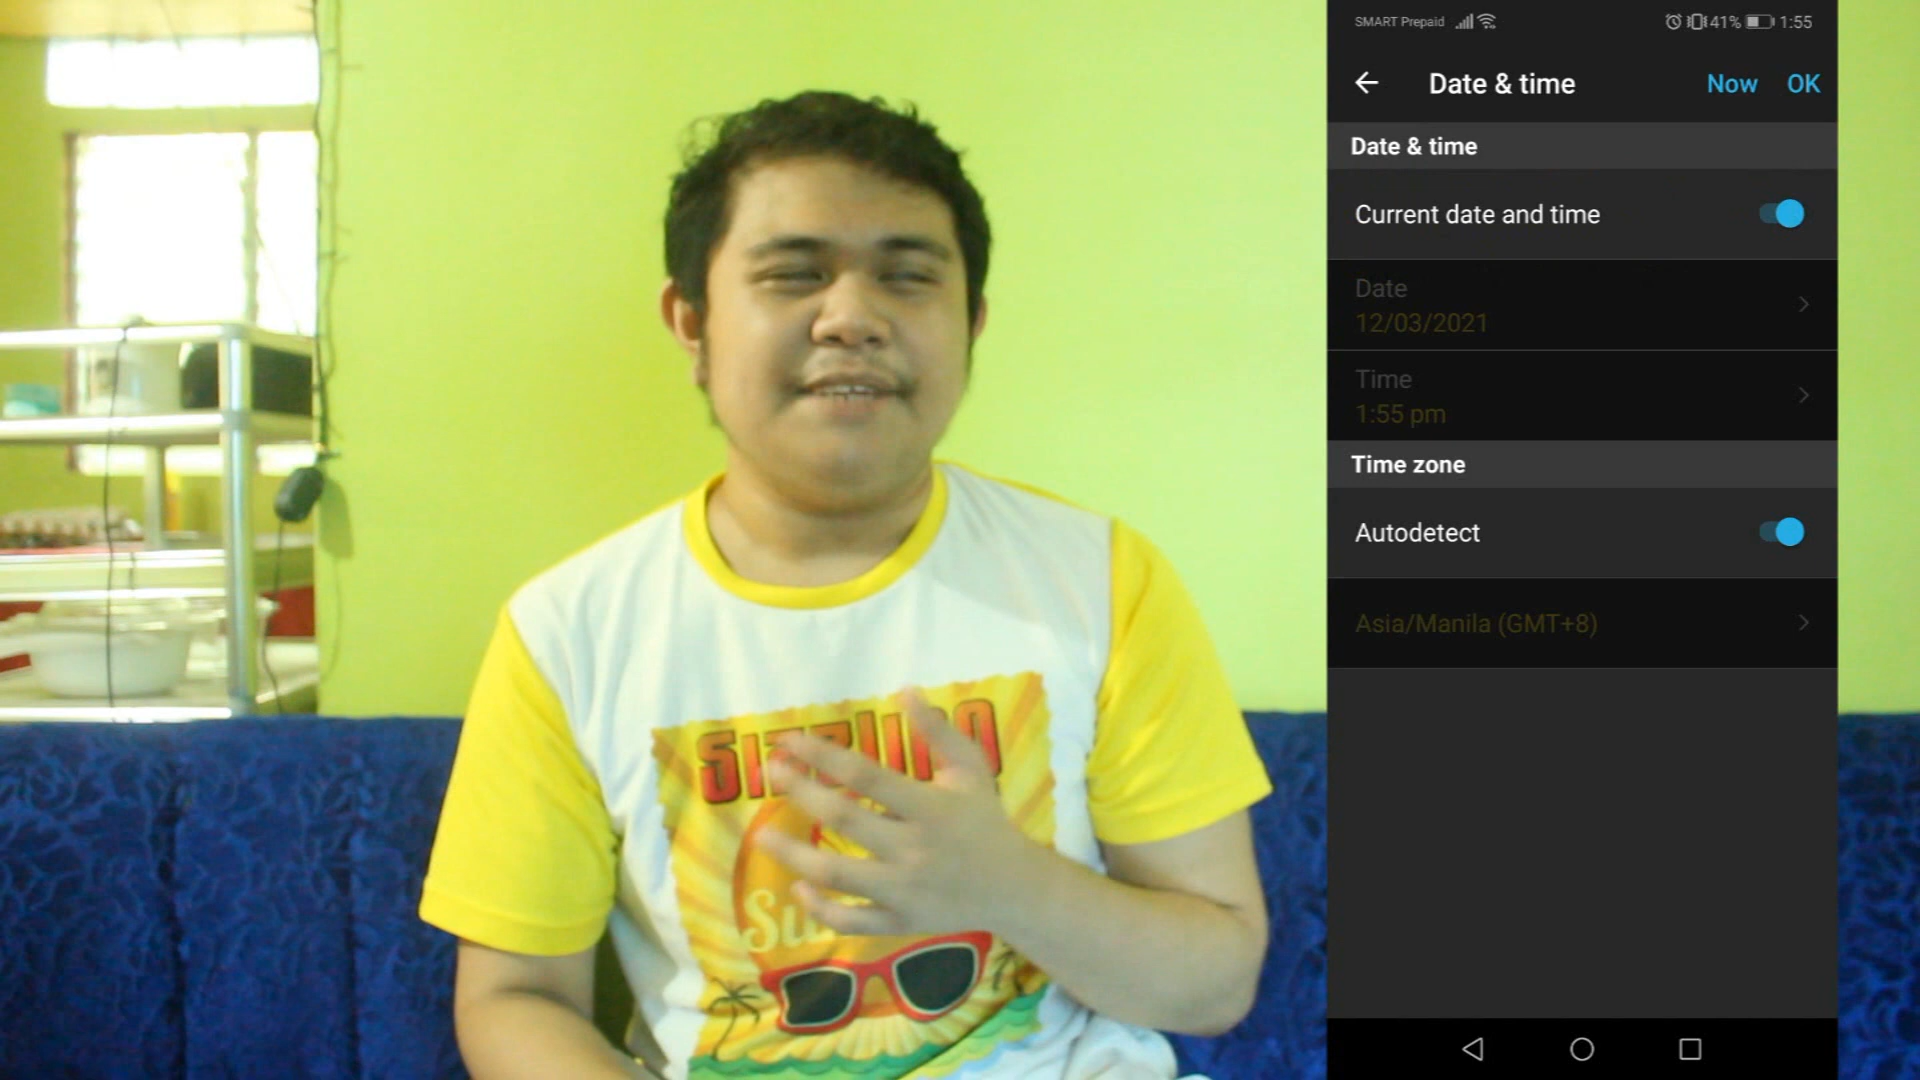 SMART Prepaid
41% 1:55
Date & time
Now
OK
Date & time
Current date and time
Date
12/03/2021
Time
1:55 pm
Time zone
Autodetect
Asia/Manila (GMT+8)